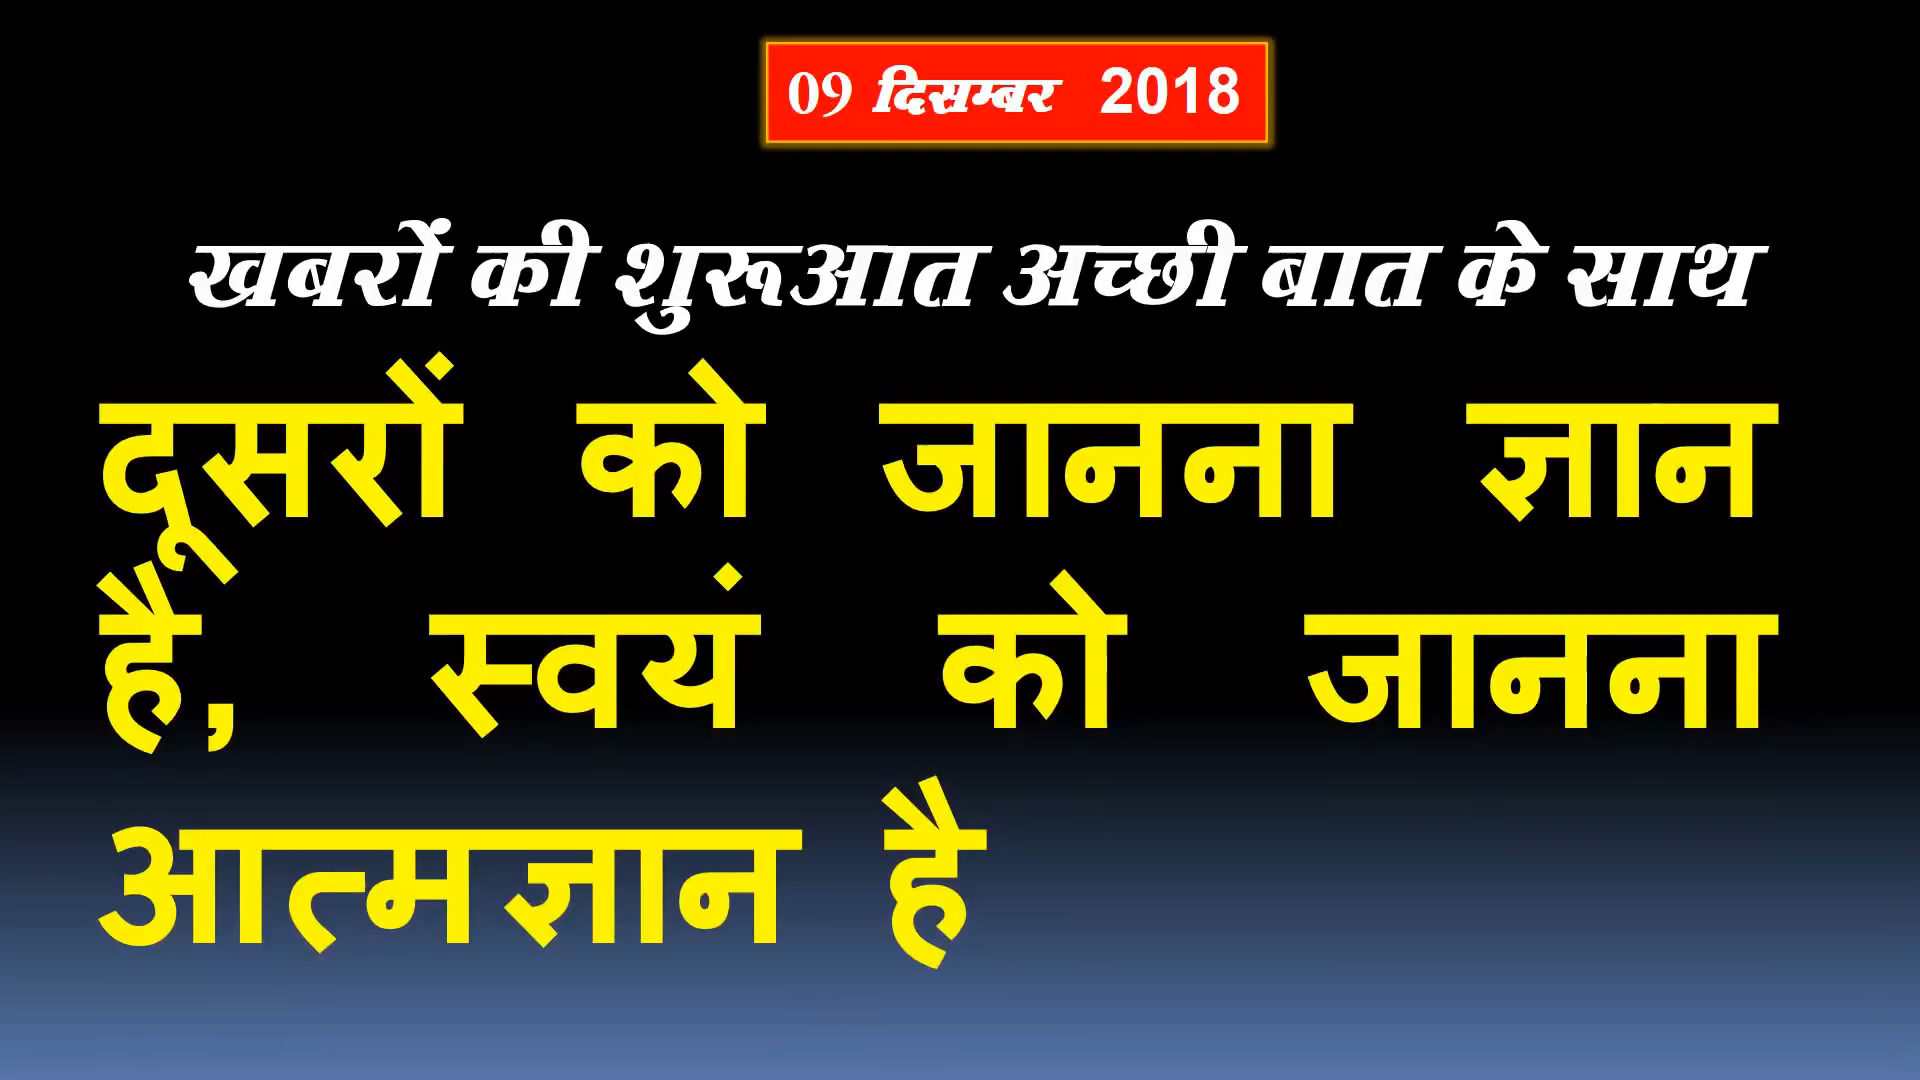 09 दिसम्बर 2018
खबरों की शुरूआत अच्छी बात के साथ
दूसरों को जानना ज्ञान
है, स्वयं को जानना
आत्मज्ञान है